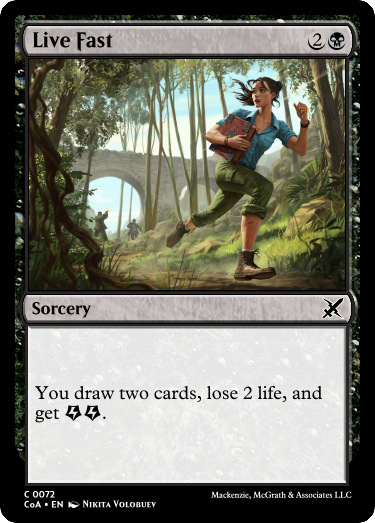 Live Fast 2
Sorcery
You draw two cards, lose 2 life, and
get .
C 0072
CoA • EN Nikita Volobuev
Mackenzie, McGrath & Associates LLC